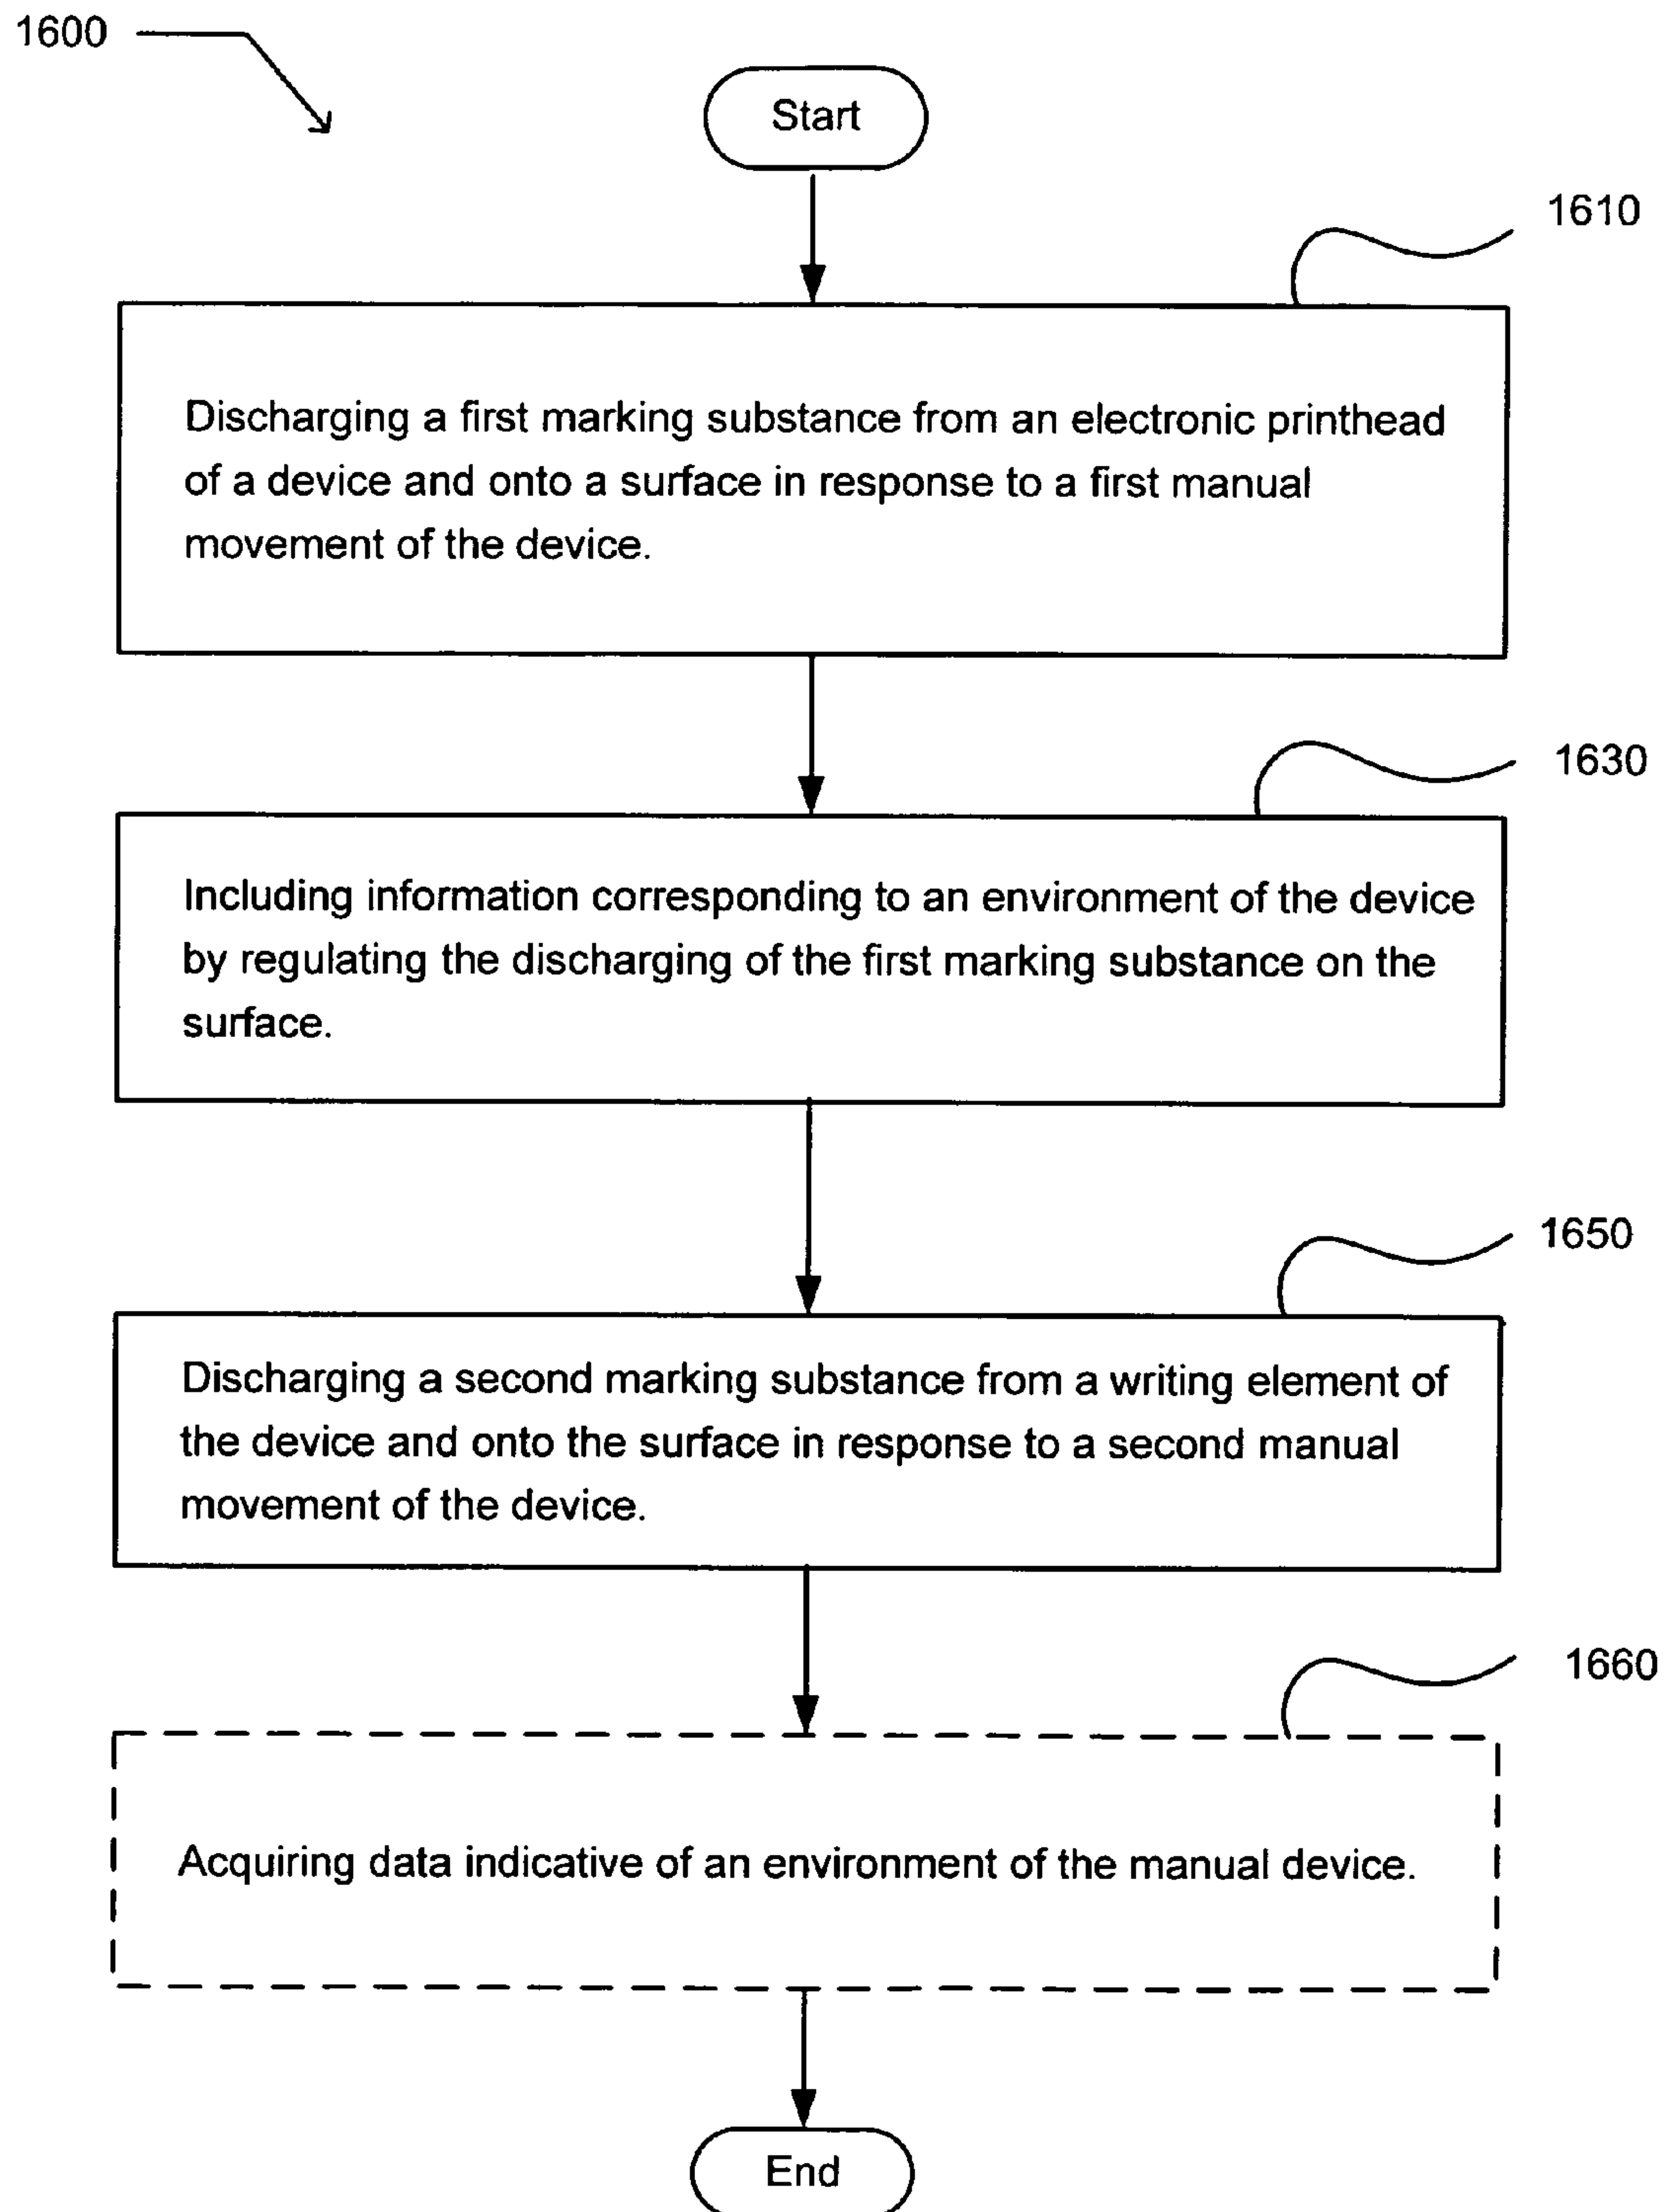 1600
Start
1610
Discharging a first marking substance from an electronic printhead
of a device and onto a surface in response to a first manual
movement of the device.
1630
Including information corresponding to an environment of the device
by regulating the discharging of the first marking substance on the
surface.
1650
Discharging a second marking substance from a writing element of
the device and onto the surface in response to a second manual
movement of the device.
1660
Acquiring data indicative of an environment of the manual device.
End